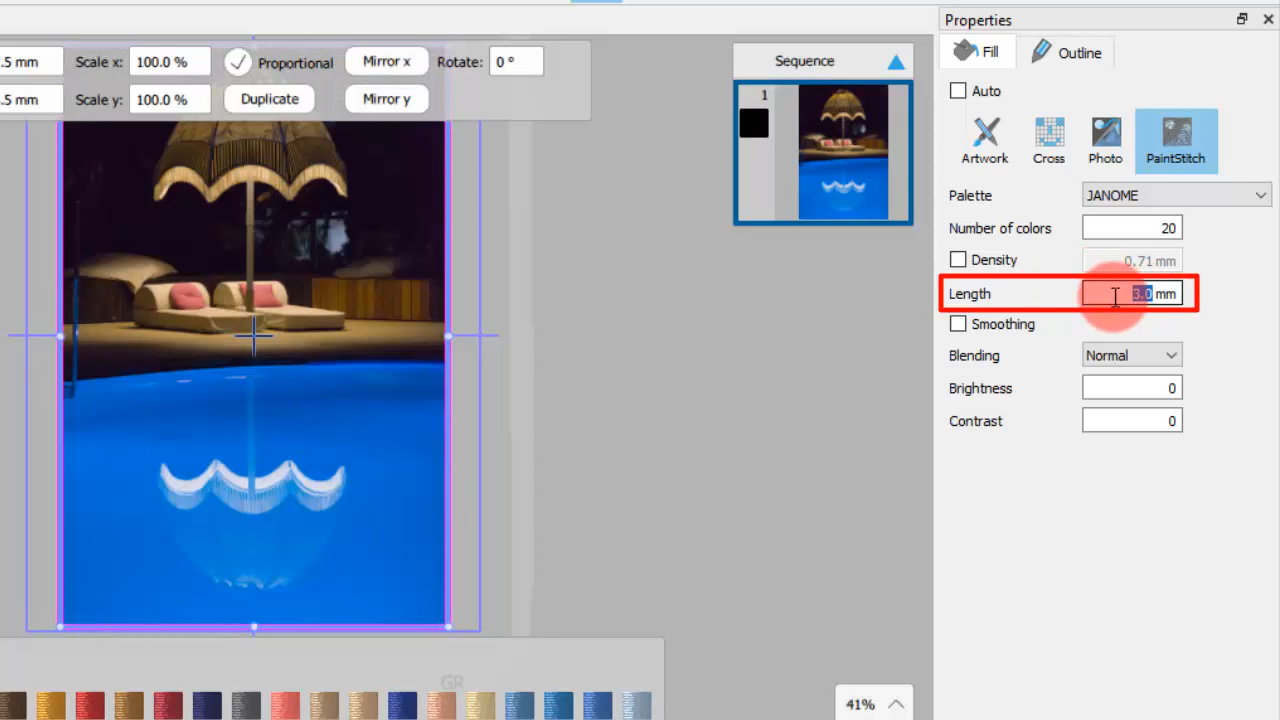 Properties
Fill
Outline
Auto
Artwork
Cross
Photo
PaintStitch
Palette
JANOME
Number of colors
20
Density
0.71 mm
Length
3.0 mm
Smoothing
Blending
Normal
Brightness
0
Contrast
0
.5 mm
Scale x:
100.0 %
Proportional
Mirror x
Rotate:
0 °
.5 mm
Scale y:
100.0 %
Duplicate
Mirror y
Sequence
1
GR
41%